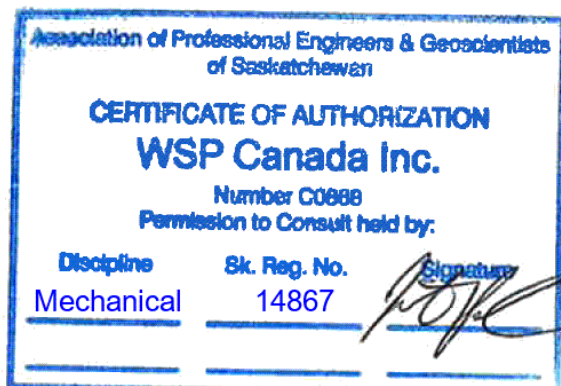 Association of Professional Engineers & Geoscientists
of Saskatchewan
CERTIFICATE OF AUTHORIZATION
WSP Canada Inc.
Number C0888
Permission to Consult held by:
Discipline Sk. Reg. No. Signature
Mechanical 14867